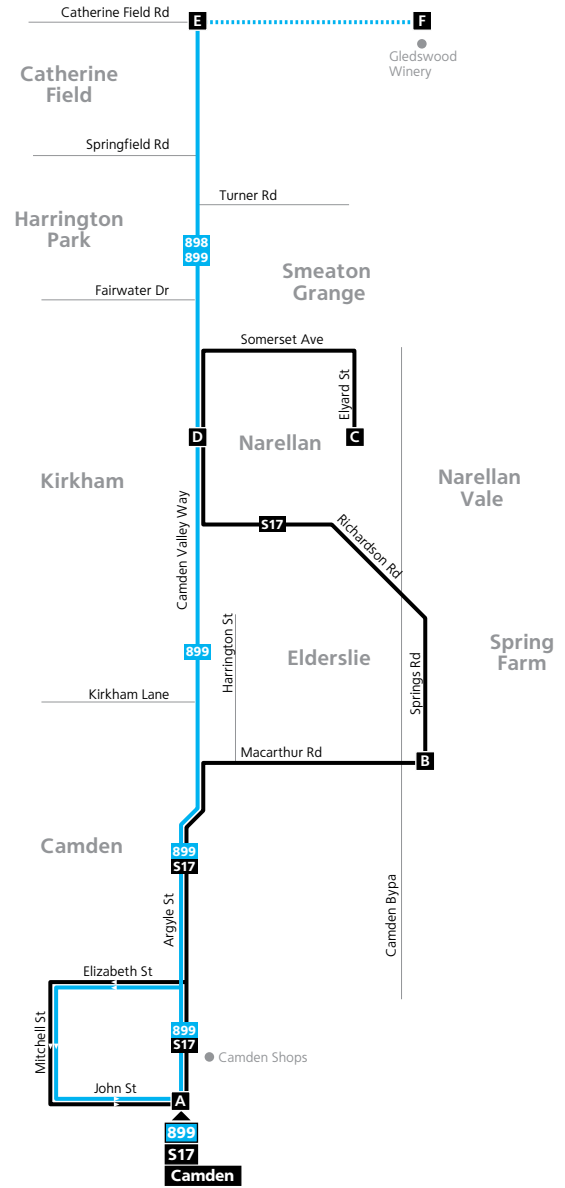 Catherine Field Rd
E
F
Gledswood
Winery
Catherine
Field
Springfield Rd
Turner Rd
Harrington
Park
898
899
Smeaton
Grange
Fairwater Dr
Somerset Ave
Elyard St
D
Narellan
C
Kirkham
Narellan
Vale
Camden Valley Way
S17
Richardson Rd
Harrington St
899
Elderslie
Spring
Farm
Springs Rd
Kirkham Lane
Macarthur Rd
B
Camden
899
S17
Argyle St
Camden Bypa
Elizabeth St
Mitchell St
899
S17
Camden Shops
John St
A
899
S17
Camden